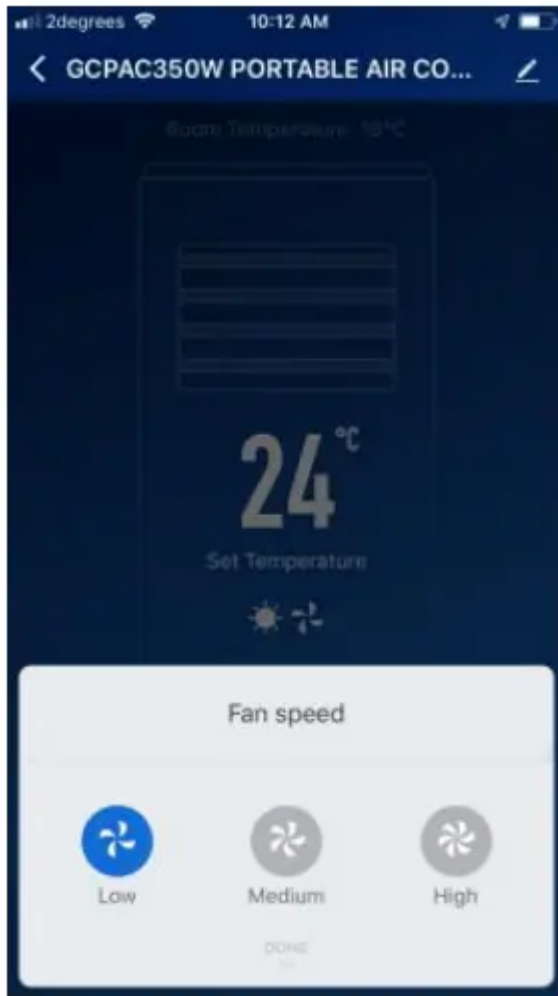 2degrees 10:12 AM
GCPAC350W PORTABLE AIR CO...
Room Temperature 18°C
24°C
Set Temperature
Fan speed
Low Medium High
DONE